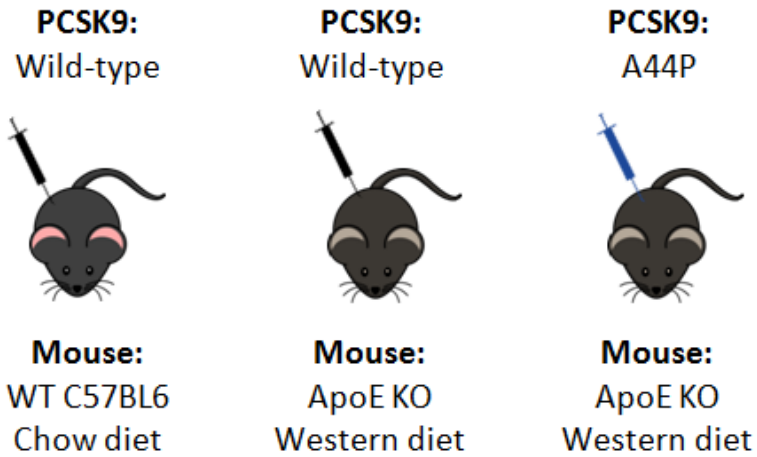 PCSK9: PCSK9: PCSK9:
Wild-type Wild-type A44P
Mouse: Mouse: Mouse:
WT C57BL6 ApoE KO ApoE KO
Chow diet Western diet Western diet